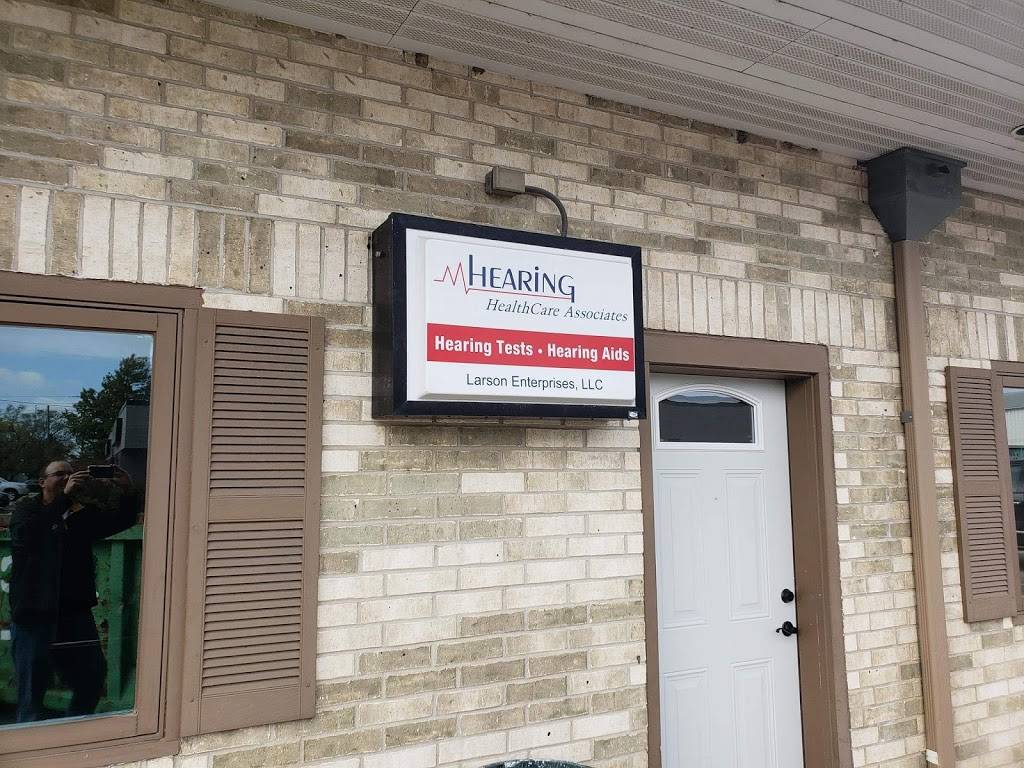 HEARING
HealthCare Associates
Hearing Tests • Hearing Aids
Larson Enterprises, LLC